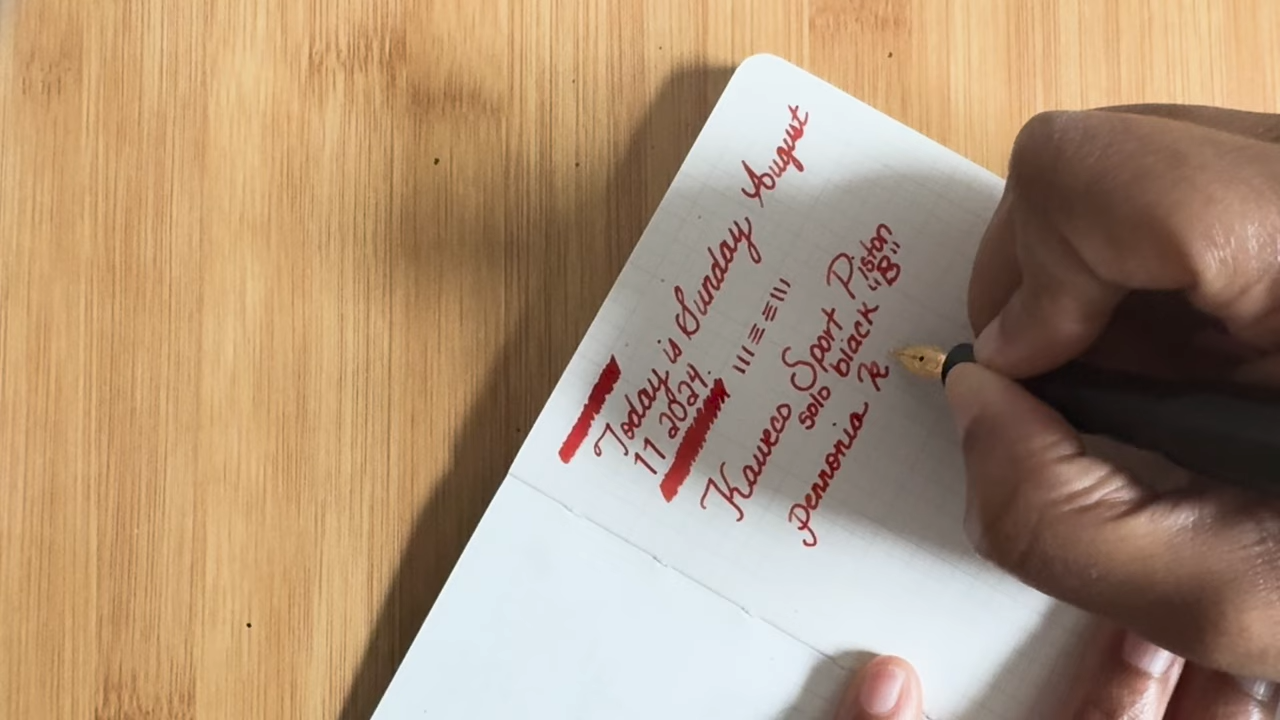 Today is Sunday August
11 2024.
Kaweco Sport Piston
solo black "B"
Pennonia